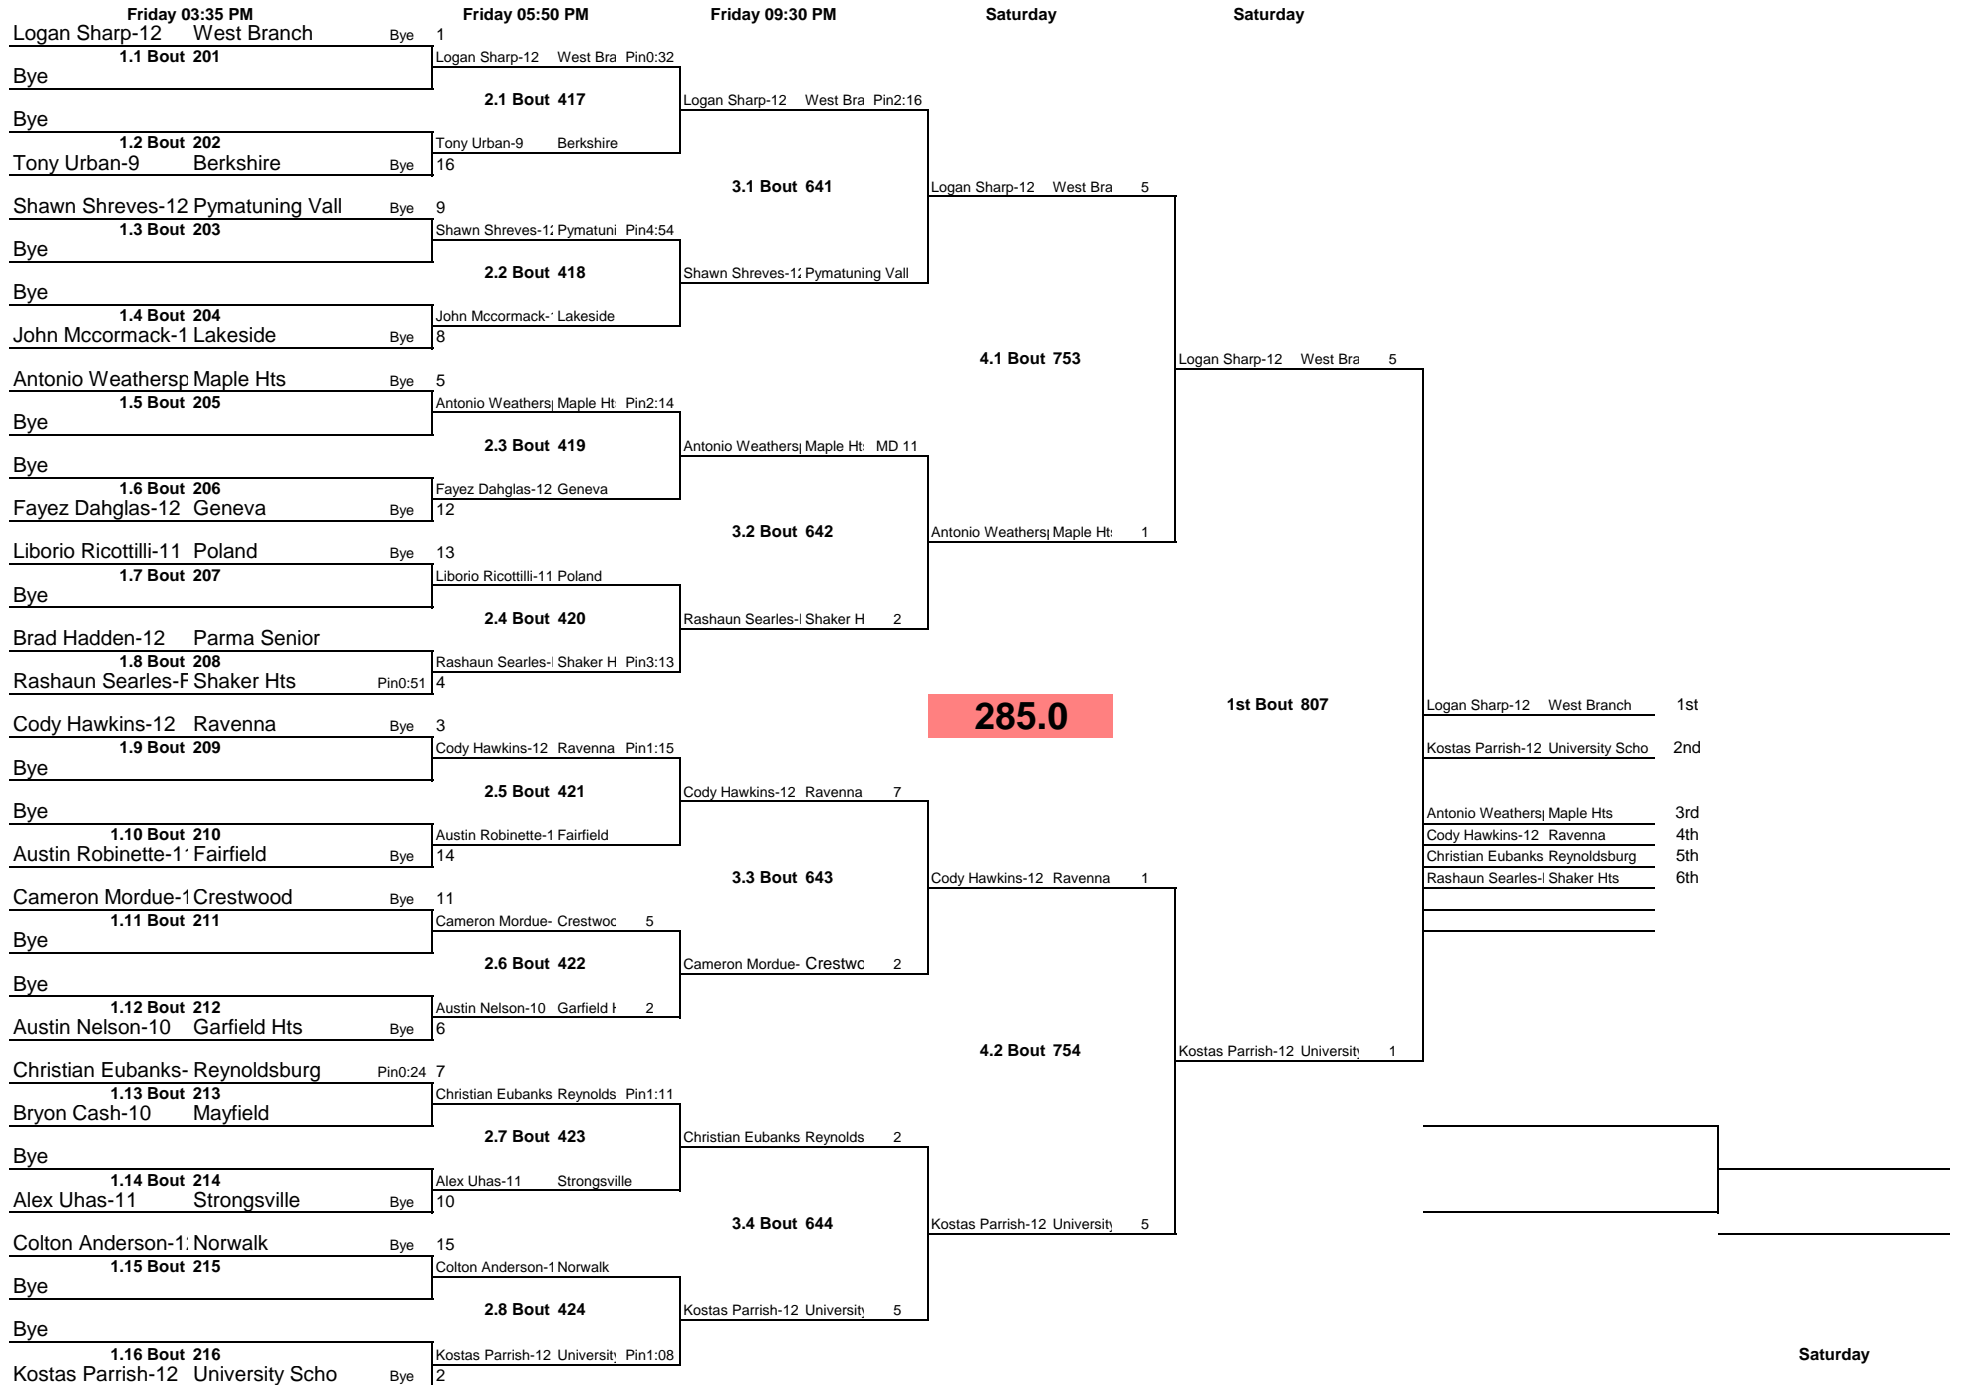 Friday 03:35 PM Friday 05:50 PM Friday 09:30 PM Saturday Saturday
Logan Sharp-12 West Branch Bye 1
1.1 Bout 201 Logan Sharp-12 West Bra Pin0:32
Bye
2.1 Bout 417 Logan Sharp-12 West Bra Pin2:16
Bye
1.2 Bout 202 Tony Urban-9 Berkshire
Tony Urban-9 Berkshire Bye 16
3.1 Bout 641 Logan Sharp-12 West Bra 5
Shawn Shreves-12 Pymatuning Vall Bye 9
1.3 Bout 203 Shawn Shreves-12 Pymatuni Pin4:54
Bye
2.2 Bout 418 Shawn Shreves-12 Pymatuning Vall
Bye
1.4 Bout 204 John Mccormack-1 Lakeside
John Mccormack-1 Lakeside Bye 8
4.1 Bout 753 Logan Sharp-12 West Bra 5
Antonio Weathersp Maple Hts Bye 5
1.5 Bout 205 Antonio Weathersp Maple Ht Pin2:14
Bye
2.3 Bout 419 Antonio Weathersp Maple Ht MD 11
Bye
1.6 Bout 206 Fayez Dahglas-12 Geneva
Fayez Dahglas-12 Geneva Bye 12
3.2 Bout 642 Antonio Weathersp Maple Hts 1
Liborio Ricottilli-11 Poland Bye 13
1.7 Bout 207 Liborio Ricottilli-11 Poland
Bye
2.4 Bout 420 Rashaun Searles- Shaker H 2
Brad Hadden-12 Parma Senior
1.8 Bout 208 Rashaun Searles- Shaker H Pin3:13
Rashaun Searles-F Shaker Hts Pin0:51 4
285.0 1st Bout 807 Logan Sharp-12 West Branch 1st
Cody Hawkins-12 Ravenna Bye 3
1.9 Bout 209 Cody Hawkins-12 Ravenna Pin1:15 Kostas Parrish-12 University Scho 2nd
Bye
2.5 Bout 421 Cody Hawkins-12 Ravenna 7
Bye Antonio Weathersp Maple Hts 3rd
1.10 Bout 210 Austin Robinette-1 Fairfield Cody Hawkins-12 Ravenna 4th
Austin Robinette-11 Fairfield Bye 14 Christian Eubanks Reynoldsburg 5th
3.3 Bout 643 Cody Hawkins-12 Ravenna 1 Rashaun Searles- Shaker Hts 6th
Cameron Mordue-1 Crestwood Bye 11
1.11 Bout 211 Cameron Mordue- Crestwoo 5
Bye
2.6 Bout 422 Cameron Mordue- Crestwo 2
Bye
1.12 Bout 212 Austin Nelson-10 Garfield H 2
Austin Nelson-10 Garfield Hts Bye 6
4.2 Bout 754 Kostas Parrish-12 University 1
Christian Eubanks- Reynoldsburg Pin0:24 7
1.13 Bout 213 Christian Eubanks Reynolds Pin1:11
Bryon Cash-10 Mayfield
2.7 Bout 423 Christian Eubanks Reynolds 2
Bye
1.14 Bout 214 Alex Uhas-11 Strongsville
Alex Uhas-11 Strongsville Bye 10
3.4 Bout 644 Kostas Parrish-12 University 5
Colton Anderson-12 Norwalk Bye 15
1.15 Bout 215 Colton Anderson-1 Norwalk
Bye
2.8 Bout 424 Kostas Parrish-12 University 5
Bye
1.16 Bout 216 Kostas Parrish-12 University Pin1:08 Saturday
Kostas Parrish-12 University Scho Bye 2